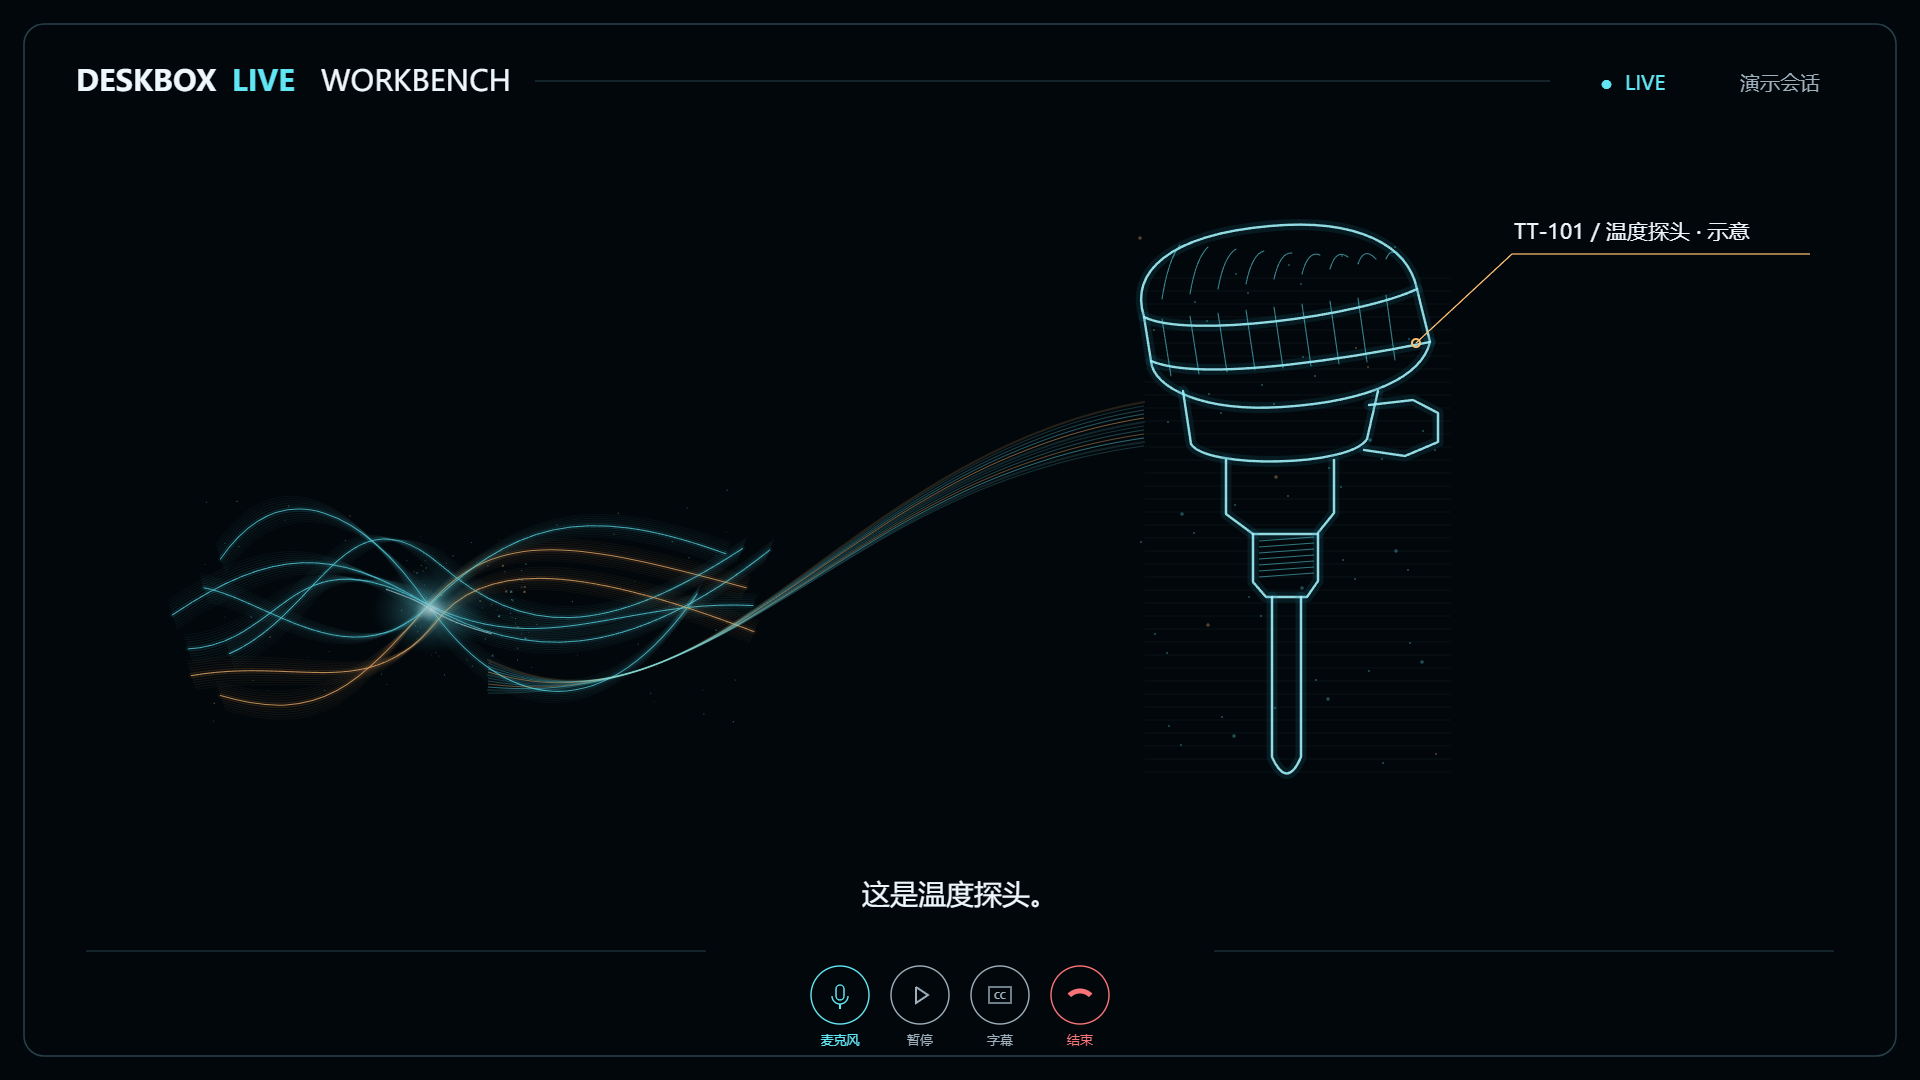 DESKBOX LIVE WORKBENCH
LIVE
演示会话
TT-101 / 温度探头 · 示意
这是温度探头。
CC
麦克风
暂停
字幕
结束